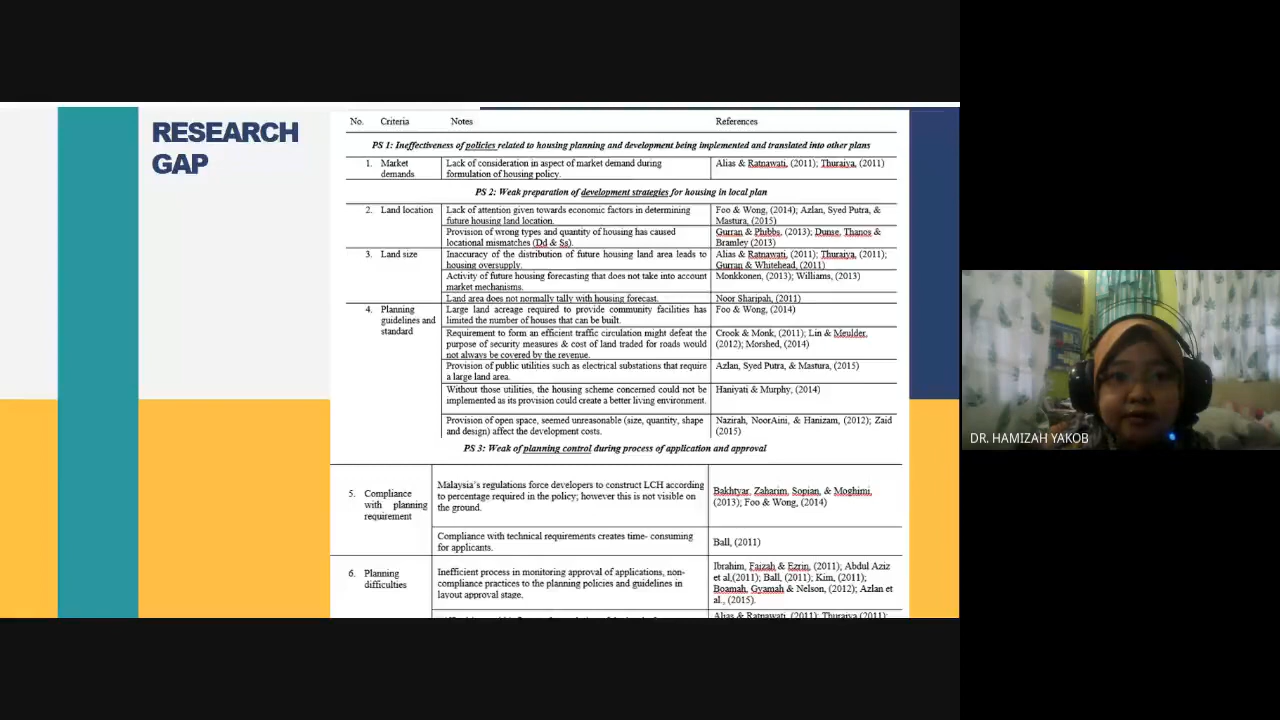 RESEARCH
GAP
No. Criteria Notes References
PS 1: Ineffectiveness of policies related to housing planning and development being implemented and translated into other plans
1. Market Lack of consideration in aspect of market demand during Alias & Ratnawati, (2011); Thuraiya, (2011)
demands formulation of housing policy.
PS 2: Weak preparation of development strategies for housing in local plan
2. Land location Lack of attention given towards economic factors in determining Foo & Wong, (2014); Azlan, Syed Putra, &
future housing land location. Mastura, (2015)
Provision of wrong types and quantity of housing has caused Gurran & Phibbs, (2013); Dunse, Thanos &
locational mismatches (Dd & Ss). Bramley (2013)
3. Land size Inaccuracy of the distribution of future housing land area leads to Alias & Ratnawati, (2011); Thuraiya, (2011);
housing oversupply. Gurran & Whitehead, (2011)
Activity of future housing forecasting that does not take into account Monkkonen, (2013); Williams, (2013)
market mechanisms.
Land area does not normally tally with housing forecast. Noor Sharipah, (2011)
4. Planning Large land acreage required to provide community facilities has Foo & Wong, (2014)
guidelines and limited the number of houses that can be built.
standard Requirement to form an efficient traffic circulation might defeat the Crook & Monk, (2011); Lin & Meulder,
purpose of security measures & cost of land traded for roads would (2012); Morshed, (2014)
not always be covered by the revenue.
Provision of public utilities such as electrical substations that require Azlan, Syed Putra, & Mastura, (2015)
a large land area.
Without those utilities, the housing scheme concerned could not be Haniyati & Murphy, (2014)
implemented as its provision could create a better living environment.
Provision of open space, seemed unreasonable (size, quantity, shape Nazirah, NoorAini, & Hanizam, (2012); Zaid
and design) affect the development costs. (2015)
PS 3: Weak of planning control during process of application and approval
5. Compliance Malaysia's regulations force developers to construct LCH according Bakhtyar, Zaharim, Sopian, & Moghimi,
with planning to percentage required in the policy; however this is not visible on (2013); Foo & Wong, (2014)
requirement the ground.
Compliance with technical requirements creates time- consuming Ball, (2011)
for applicants.
6. Planning Inefficient process in monitoring approval of applications, non- Ibrahim, Faizah & Ezrin, (2011); Abdul Aziz
difficulties compliance practices to the planning policies and guidelines in et al,(2011); Ball, (2011); Kim, (2011);
layout approval stage. Boamah, Gyamah & Nelson, (2012); Azlan et
al., (2015).
Alias & Ratnawati, (2011); Thuraiya (2011);
DR. HAMIZAH YAKOB